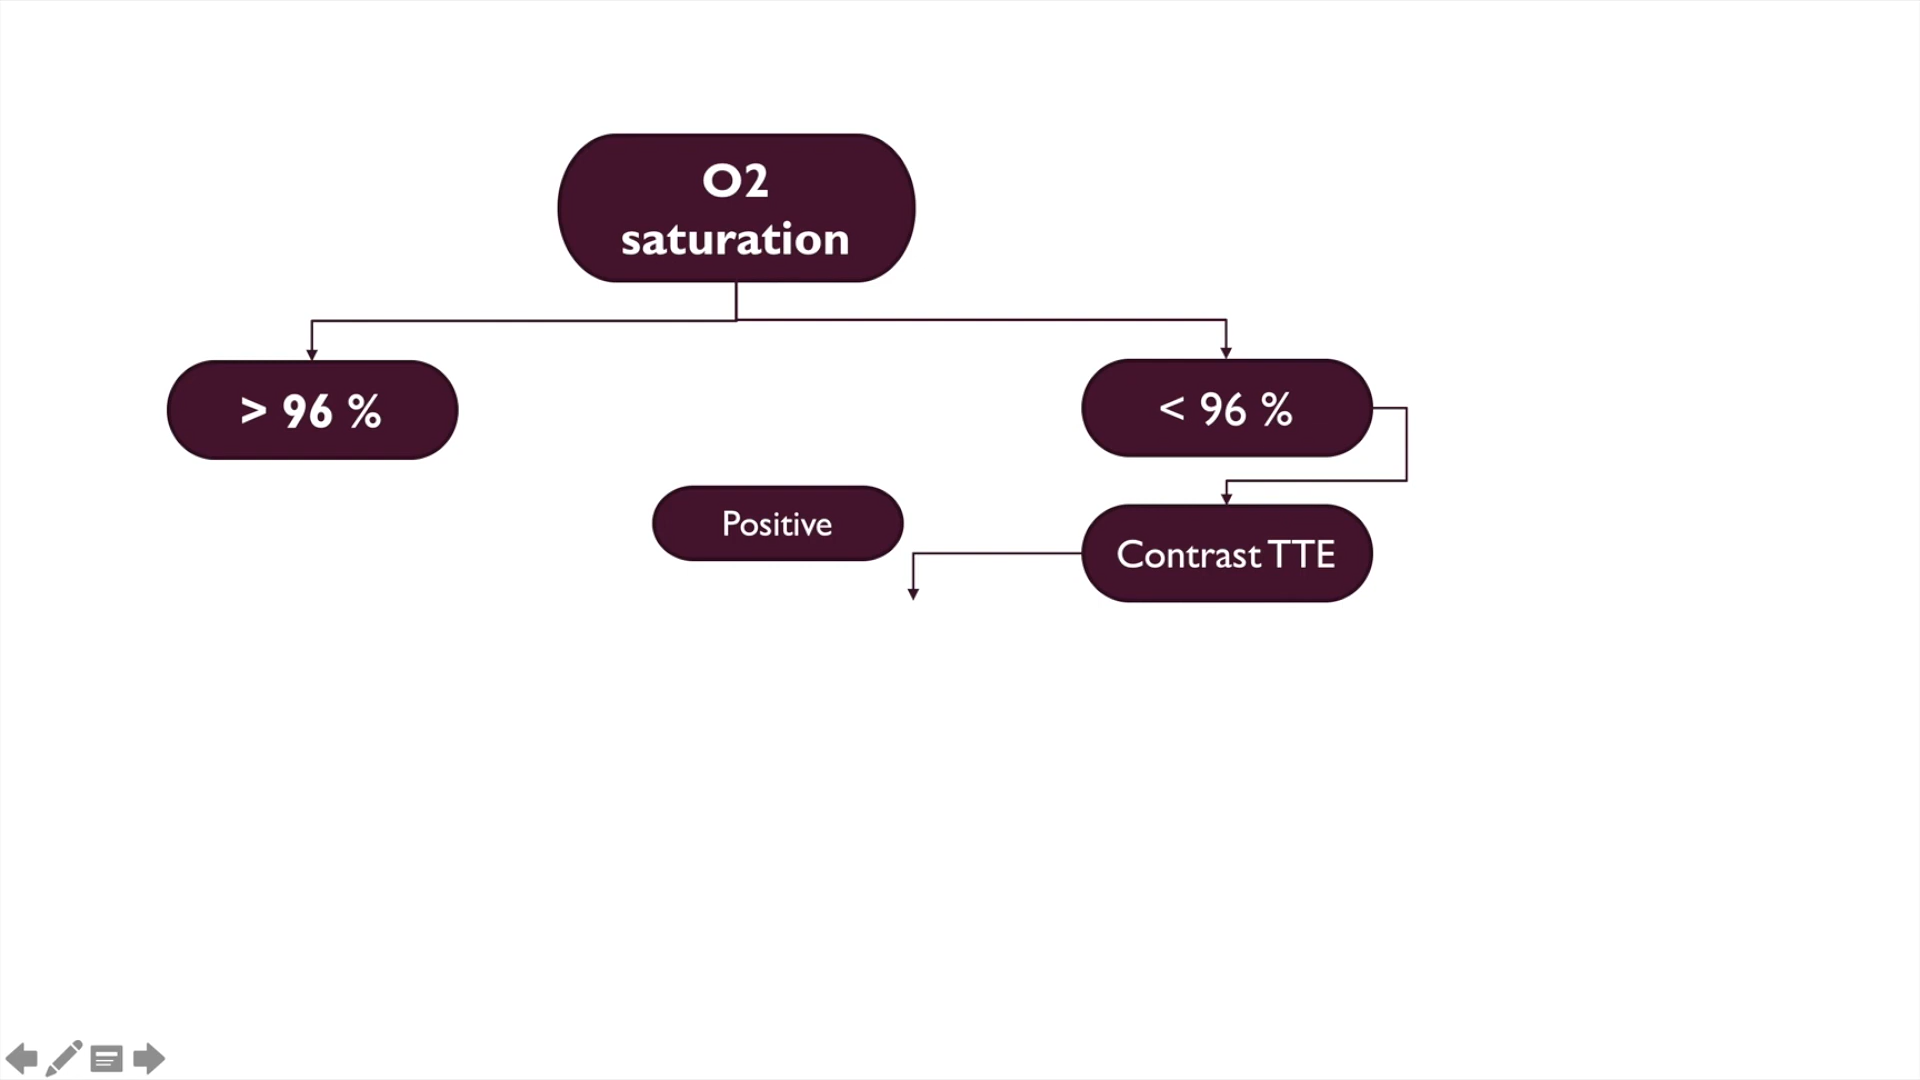 O2
saturation
> 96 %
< 96 %
Positive
Contrast TTE